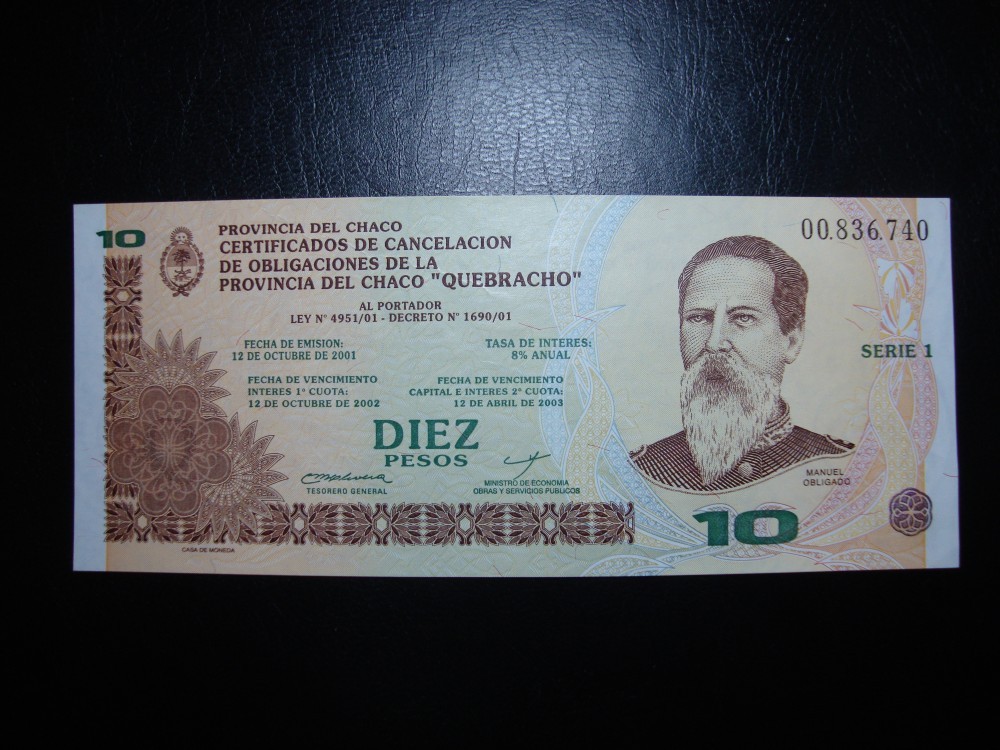 10
PROVINCIA DEL CHACO
CERTIFICADOS DE CANCELACION
DE OBLIGACIONES DE LA
PROVINCIA DEL CHACO "QUEBRACHO"
AL PORTADOR
LEY N° 4951/01 - DECRETO N° 1690/01
FECHA DE EMISION:
12 DE OCTUBRE DE 2001
TASA DE INTERES:
8% ANUAL
FECHA DE VENCIMIENTO
INTERES 1° CUOTA:
12 DE OCTUBRE DE 2002
FECHA DE VENCIMIENTO
CAPITAL E INTERES 2° CUOTA:
12 DE ABRIL DE 2003
DIEZ
PESOS
TESORERO GENERAL
MINISTRO DE ECONOMIA
OBRAS Y SERVICIOS PUBLICOS
CASA DE MONEDA
00.836.740
SERIE 1
MANUEL
OBLIGADO
10